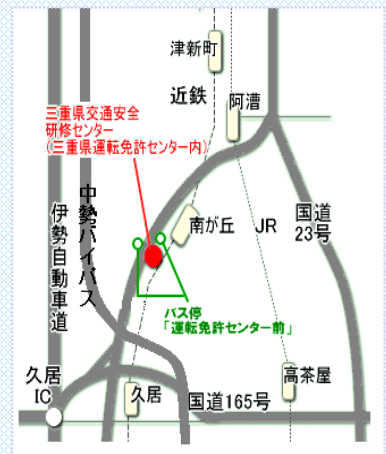 津新町
近鉄
阿漕
三重県交通安全
研修センター
(三重県運転免許センター内)
中勢バイパス
伊勢自動車道
南が丘
JR
国道
23号
バス停
「運転免許センター前」
久居
IC
久居
国道165号
高茶屋